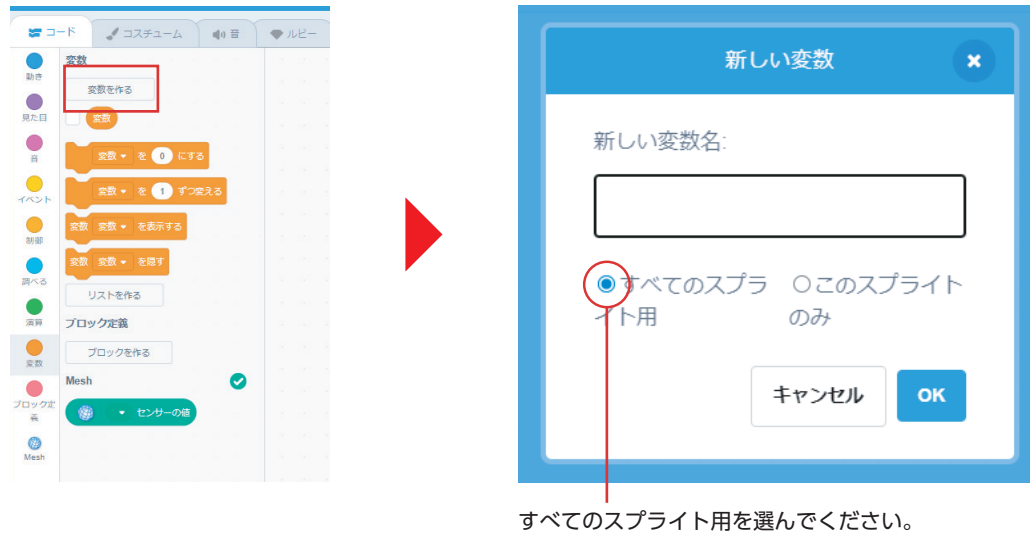 コード
コスチューム
音
ルビー
動き
見た目
音
イベント
制御
調べる
演算
変数
ブロック定
義
Mesh
変数
変数を作る
変数
変数 を 0 にする
変数 を 1 ずつ変える
変数 変数 を表示する
変数 変数 を隠す
リストを作る
ブロック定義
ブロックを作る
Mesh
センサーの値
新しい変数
新しい変数名:
すべてのスプラ
イト用
このスプライト
のみ
キャンセル
OK
すべてのスプライト用を選んでください。